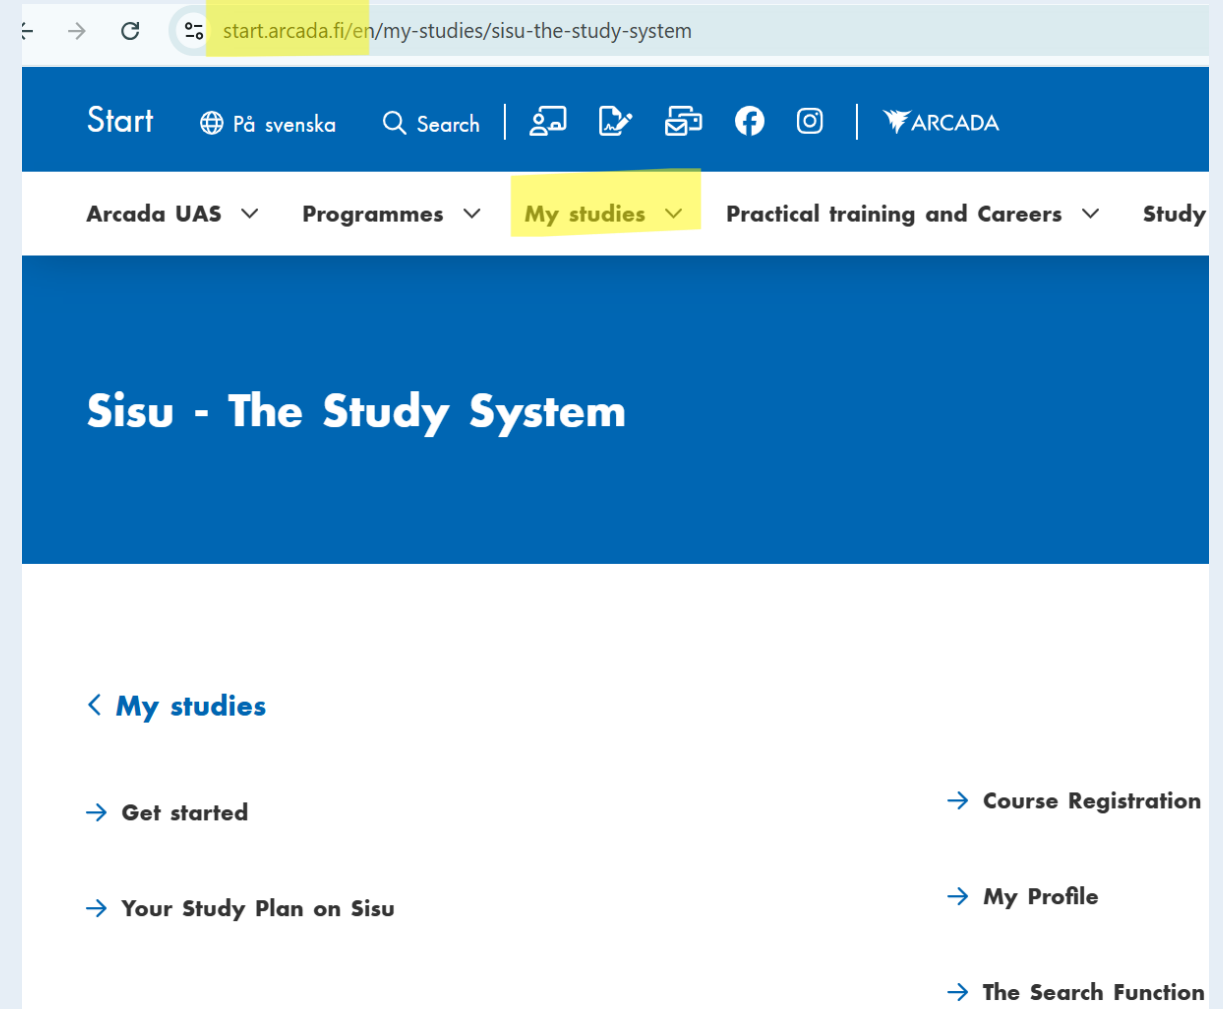 start.arcada.fi/en/my-studies/sisu-the-study-system
Start På svenska Search ARCADA
Arcada UAS Programmes My studies Practical training and Careers Study
Sisu - The Study System
My studies
Get started
Your Study Plan on Sisu
Course Registration
My Profile
The Search Function